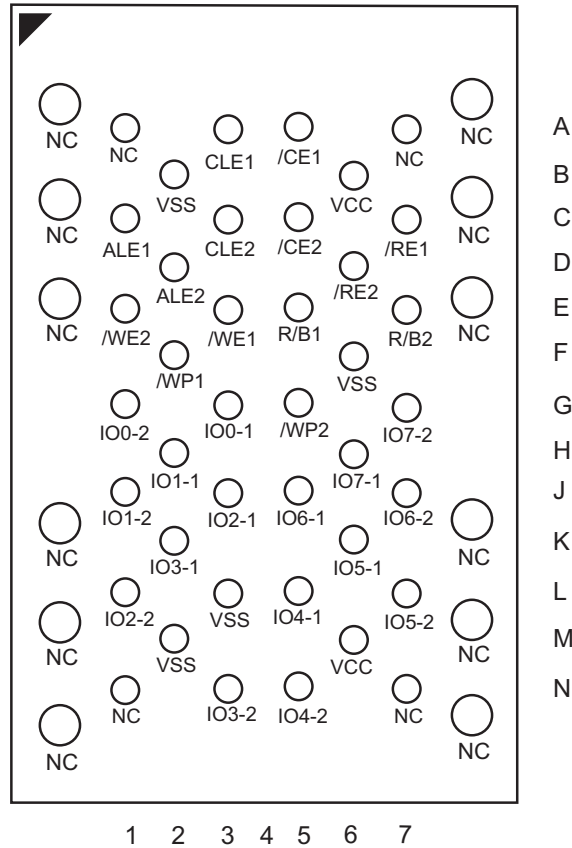 NC NC CLE1 /CE1 NC NC A
VSS VCC B
NC ALE1 CLE2 /CE2 /RE1 NC C
ALE2 /RE2 D
NC /WE2 /WE1 R/B1 R/B2 NC E
/WP1 VSS F
IO0-2 IO0-1 /WP2 IO7-2 G
IO1-1 IO7-1 H
IO1-2 IO2-1 IO6-1 IO6-2 J
NC IO3-1 IO5-1 NC K
IO2-2 VSS IO4-1 IO5-2 L
NC VSS VCC NC M
NC IO3-2 IO4-2 NC N
NC NC
1 2 3 4 5 6 7